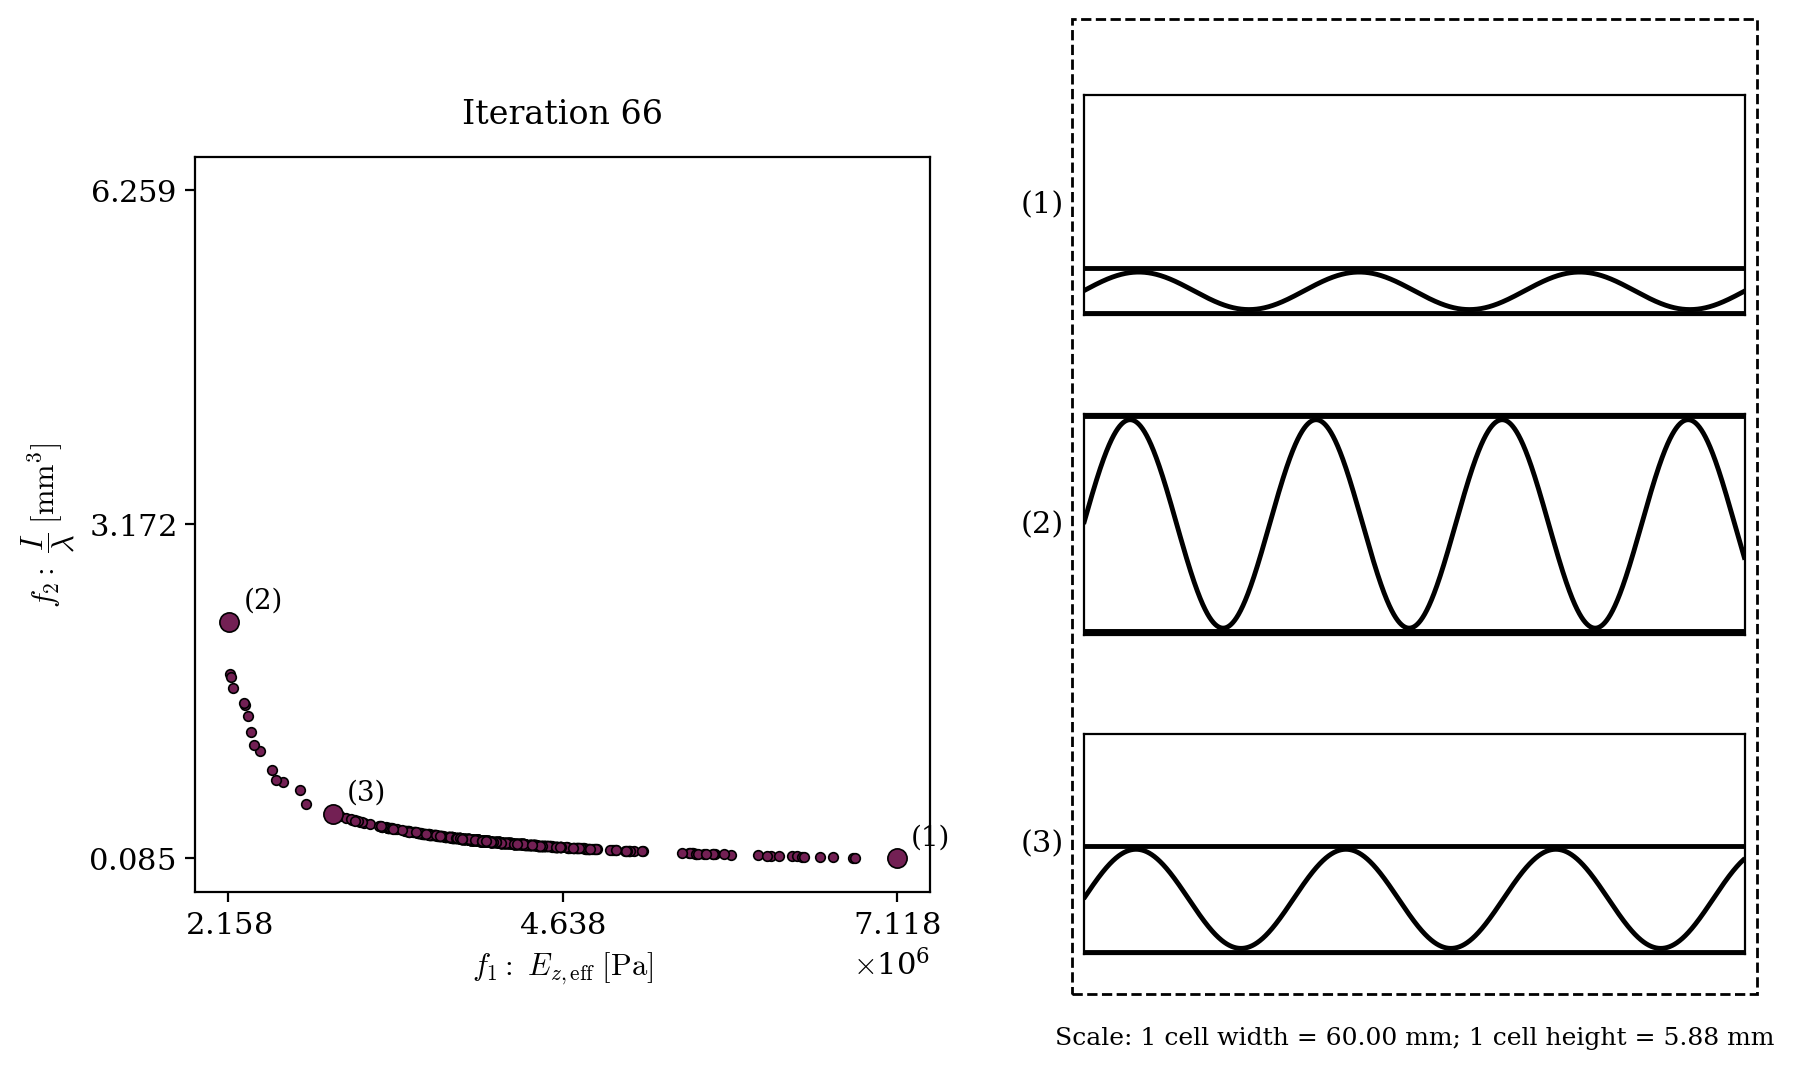 Iteration 66
6.259
3.172
0.085
f₂ : I/λ [mm³]
(2)
(3)
(1)
2.158 4.638 7.118
×10⁶
f₁ : E_z,eff [Pa]
(1)
(2)
(3)
Scale: 1 cell width = 60.00 mm; 1 cell height = 5.88 mm